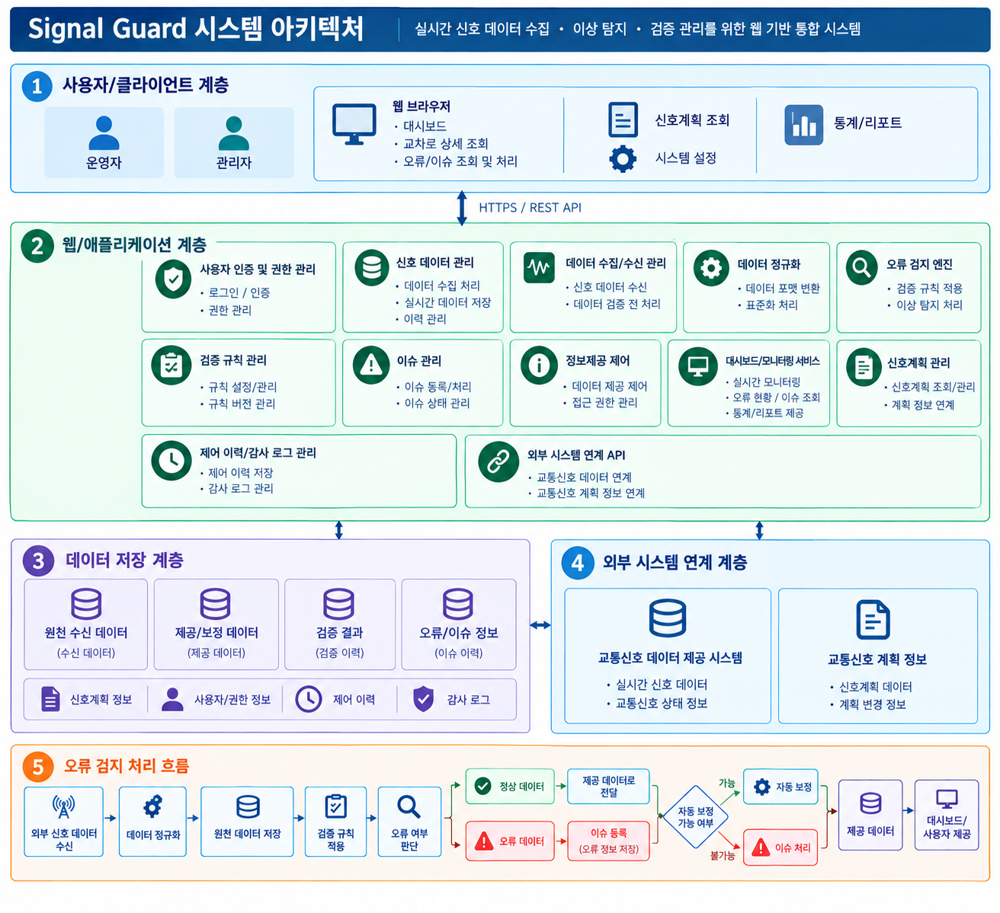 Signal Guard 시스템 아키텍처
실시간 신호 데이터 수집 • 이상 탐지 • 검증 관리를 위한 웹 기반 통합 시스템
1 사용자/클라이언트 계층
운영자
관리자
웹 브라우저
• 대시보드
• 교차로 상세 조회
• 오류/이슈 조회 및 처리
신호계획 조회
시스템 설정
통계/리포트
HTTPS / REST API
2 웹/애플리케이션 계층
사용자 인증 및 권한 관리
• 로그인 / 인증
• 권한 관리
신호 데이터 관리
• 데이터 수집 처리
• 실시간 데이터 저장
• 이력 관리
데이터 수집/수신 관리
• 신호 데이터 수신
• 데이터 검증 전 처리
데이터 정규화
• 데이터 포맷 변환
• 표준화 처리
오류 검지 엔진
• 검증 규칙 적용
• 이상 탐지 처리
검증 규칙 관리
• 규칙 설정/관리
• 규칙 버전 관리
이슈 관리
• 이슈 등록/처리
• 이슈 상태 관리
정보제공 제어
• 데이터 제공 제어
• 접근 권한 관리
대시보드/모니터링 서비스
• 실시간 모니터링
• 오류 현황 / 이슈 조회
• 통계/리포트 제공
신호계획 관리
• 신호계획 조회/관리
• 계획 정보 연계
제어 이력/감사 로그 관리
• 제어 이력 저장
• 감사 로그 관리
외부 시스템 연계 API
• 교통신호 데이터 연계
• 교통신호 계획 정보 연계
3 데이터 저장 계층
원천 수신 데이터
(수신 데이터)
제공/보정 데이터
(제공 데이터)
검증 결과
(검증 이력)
오류/이슈 정보
(이슈 이력)
신호계획 정보
사용자/권한 정보
제어 이력
감사 로그
4 외부 시스템 연계 계층
교통신호 데이터 제공 시스템
• 실시간 신호 데이터
• 교통신호 상태 정보
교통신호 계획 정보
• 신호계획 데이터
• 계획 변경 정보
5 오류 검지 처리 흐름
외부 신호 데이터
수신
데이터 정규화
원천 데이터 저장
검증 규칙
적용
오류 여부
판단
정상 데이터
제공 데이터로
전달
오류 데이터
이슈 등록
(오류 정보 저장)
자동 보정
가능 여부
가능
자동 보정
불가능
이슈 처리
제공 데이터
대시보드/
사용자 제공